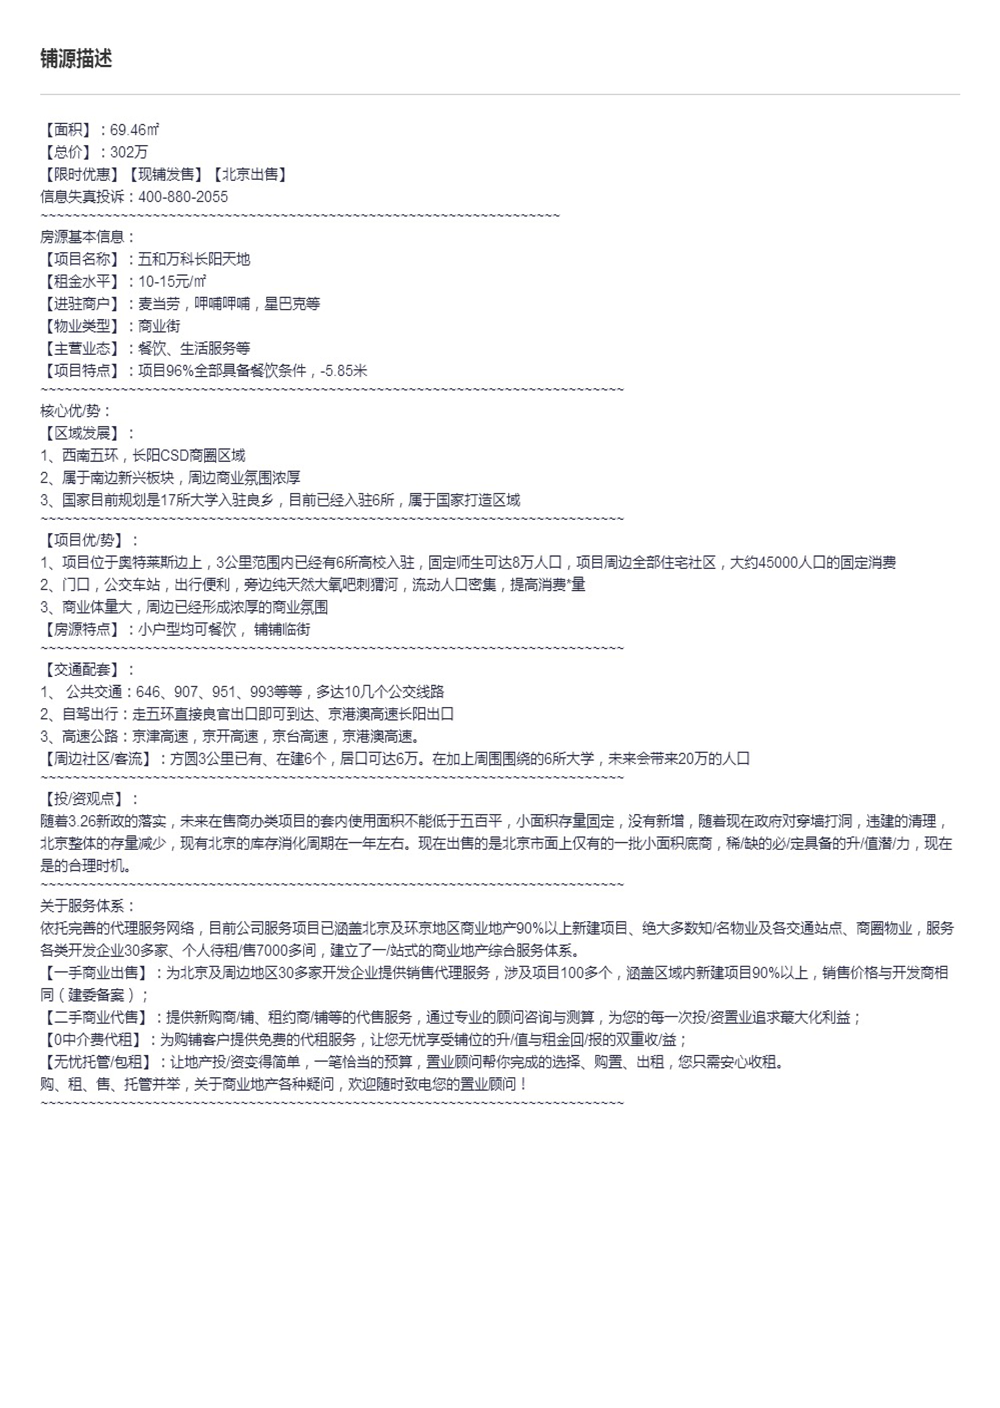 铺源描述
【面积】：69.46㎡
【总价】：302万
【限时优惠】【现铺发售】【北京出售】
信息失真投诉：400-880-2055
~~~~~~~~~~~~~~~~~~~~~~~~~~~~~~~~~~~~~~~~~~~~~~~~~~~~~~~~~~~~~~~~~
房源基本信息：
【项目名称】：五和万科长阳天地
【租金水平】：10-15元/㎡
【进驻商户】：麦当劳，呷哺呷哺，星巴克等
【物业类型】：商业街
【主营业态】：餐饮、生活服务等
【项目特点】：项目96%全部具备餐饮条件，-5.85米
~~~~~~~~~~~~~~~~~~~~~~~~~~~~~~~~~~~~~~~~~~~~~~~~~~~~~~~~~~~~~~~~~~~~~~~~~
核心优/势：
【区域发展】：
1、西南五环，长阳CSD商圈区域
2、属于南边新兴板块，周边商业氛围浓厚
3、国家目前规划是17所大学入驻良乡，目前已经入驻6所，属于国家打造区域
~~~~~~~~~~~~~~~~~~~~~~~~~~~~~~~~~~~~~~~~~~~~~~~~~~~~~~~~~~~~~~~~~~~~~~~~~
【项目优/势】：
1、项目位于奥特莱斯边上，3公里范围内已经有6所高校入驻，固定师生可达8万人口，项目周边全部住宅社区，大约45000人口的固定消费
2、门口，公交车站，出行便利，旁边纯天然大氧吧刺猬河，流动人口密集，提高消费*量
3、商业体量大，周边已经形成浓厚的商业氛围
【房源特点】：小户型均可餐饮， 铺铺临街
~~~~~~~~~~~~~~~~~~~~~~~~~~~~~~~~~~~~~~~~~~~~~~~~~~~~~~~~~~~~~~~~~~~~~~~~~
【交通配套】：
1、 公共交通：646、907、951、993等等，多达10几个公交线路
2、自驾出行：走五环直接良官出口即可到达、京港澳高速长阳出口
3、高速公路：京津高速，京开高速，京台高速，京港澳高速。
【周边社区/客流】：方圆3公里已有、在建6个，居口可达6万。在加上周围围绕的6所大学，未来会带来20万的人口
~~~~~~~~~~~~~~~~~~~~~~~~~~~~~~~~~~~~~~~~~~~~~~~~~~~~~~~~~~~~~~~~~~~~~~~~~
【投/资观点】：
随着3.26新政的落实，未来在售商办类项目的套内使用面积不能低于五百平，小面积存量固定，没有新增，随着现在政府对穿墙打洞，违建的清理，
北京整体的存量减少，现有北京的库存消化周期在一年左右。现在出售的是北京市面上仅有的一批小面积底商，稀/缺的必/定具备的升/值潜/力，现在
是的合理时机。
~~~~~~~~~~~~~~~~~~~~~~~~~~~~~~~~~~~~~~~~~~~~~~~~~~~~~~~~~~~~~~~~~~~~~~~~~
关于服务体系：
依托完善的代理服务网络，目前公司服务项目已涵盖北京及环京地区商业地产90%以上新建项目、绝大多数知/名物业及各交通站点、商圈物业，服务
各类开发企业30多家、个人待租/售7000多间，建立了一/站式的商业地产综合服务体系。
【一手商业出售】：为北京及周边地区30多家开发企业提供销售代理服务，涉及项目100多个，涵盖区域内新建项目90%以上，销售价格与开发商相
同（建委备案）；
【二手商业代售】：提供新购商/铺、租约商/铺等的代售服务，通过专业的顾问咨询与测算，为您的每一次投/资置业追求最大化利益；
【0中介费代租】：为购铺客户提供免费的代租服务，让您无忧享受铺位的升/值与租金回/报的双重收/益；
【无忧托管/包租】：让地产投/资变得简单，一笔恰当的预算，置业顾问帮你完成的选择、购置、出租，您只需安心收租。
购、租、售、托管并举，关于商业地产各种疑问，欢迎随时致电您的置业顾问！
~~~~~~~~~~~~~~~~~~~~~~~~~~~~~~~~~~~~~~~~~~~~~~~~~~~~~~~~~~~~~~~~~~~~~~~~~